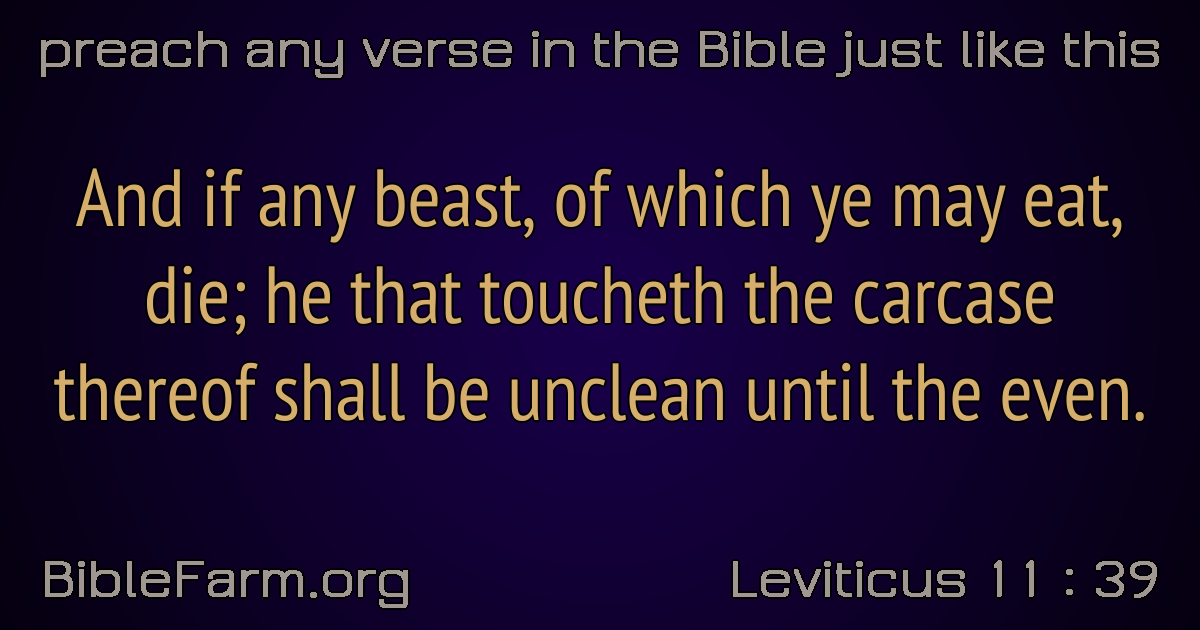 preach any verse in the Bible just like this
And if any beast, of which ye may eat,
die; he that toucheth the carcase
thereof shall be unclean until the even.
BibleFarm.org
Leviticus 11 : 39